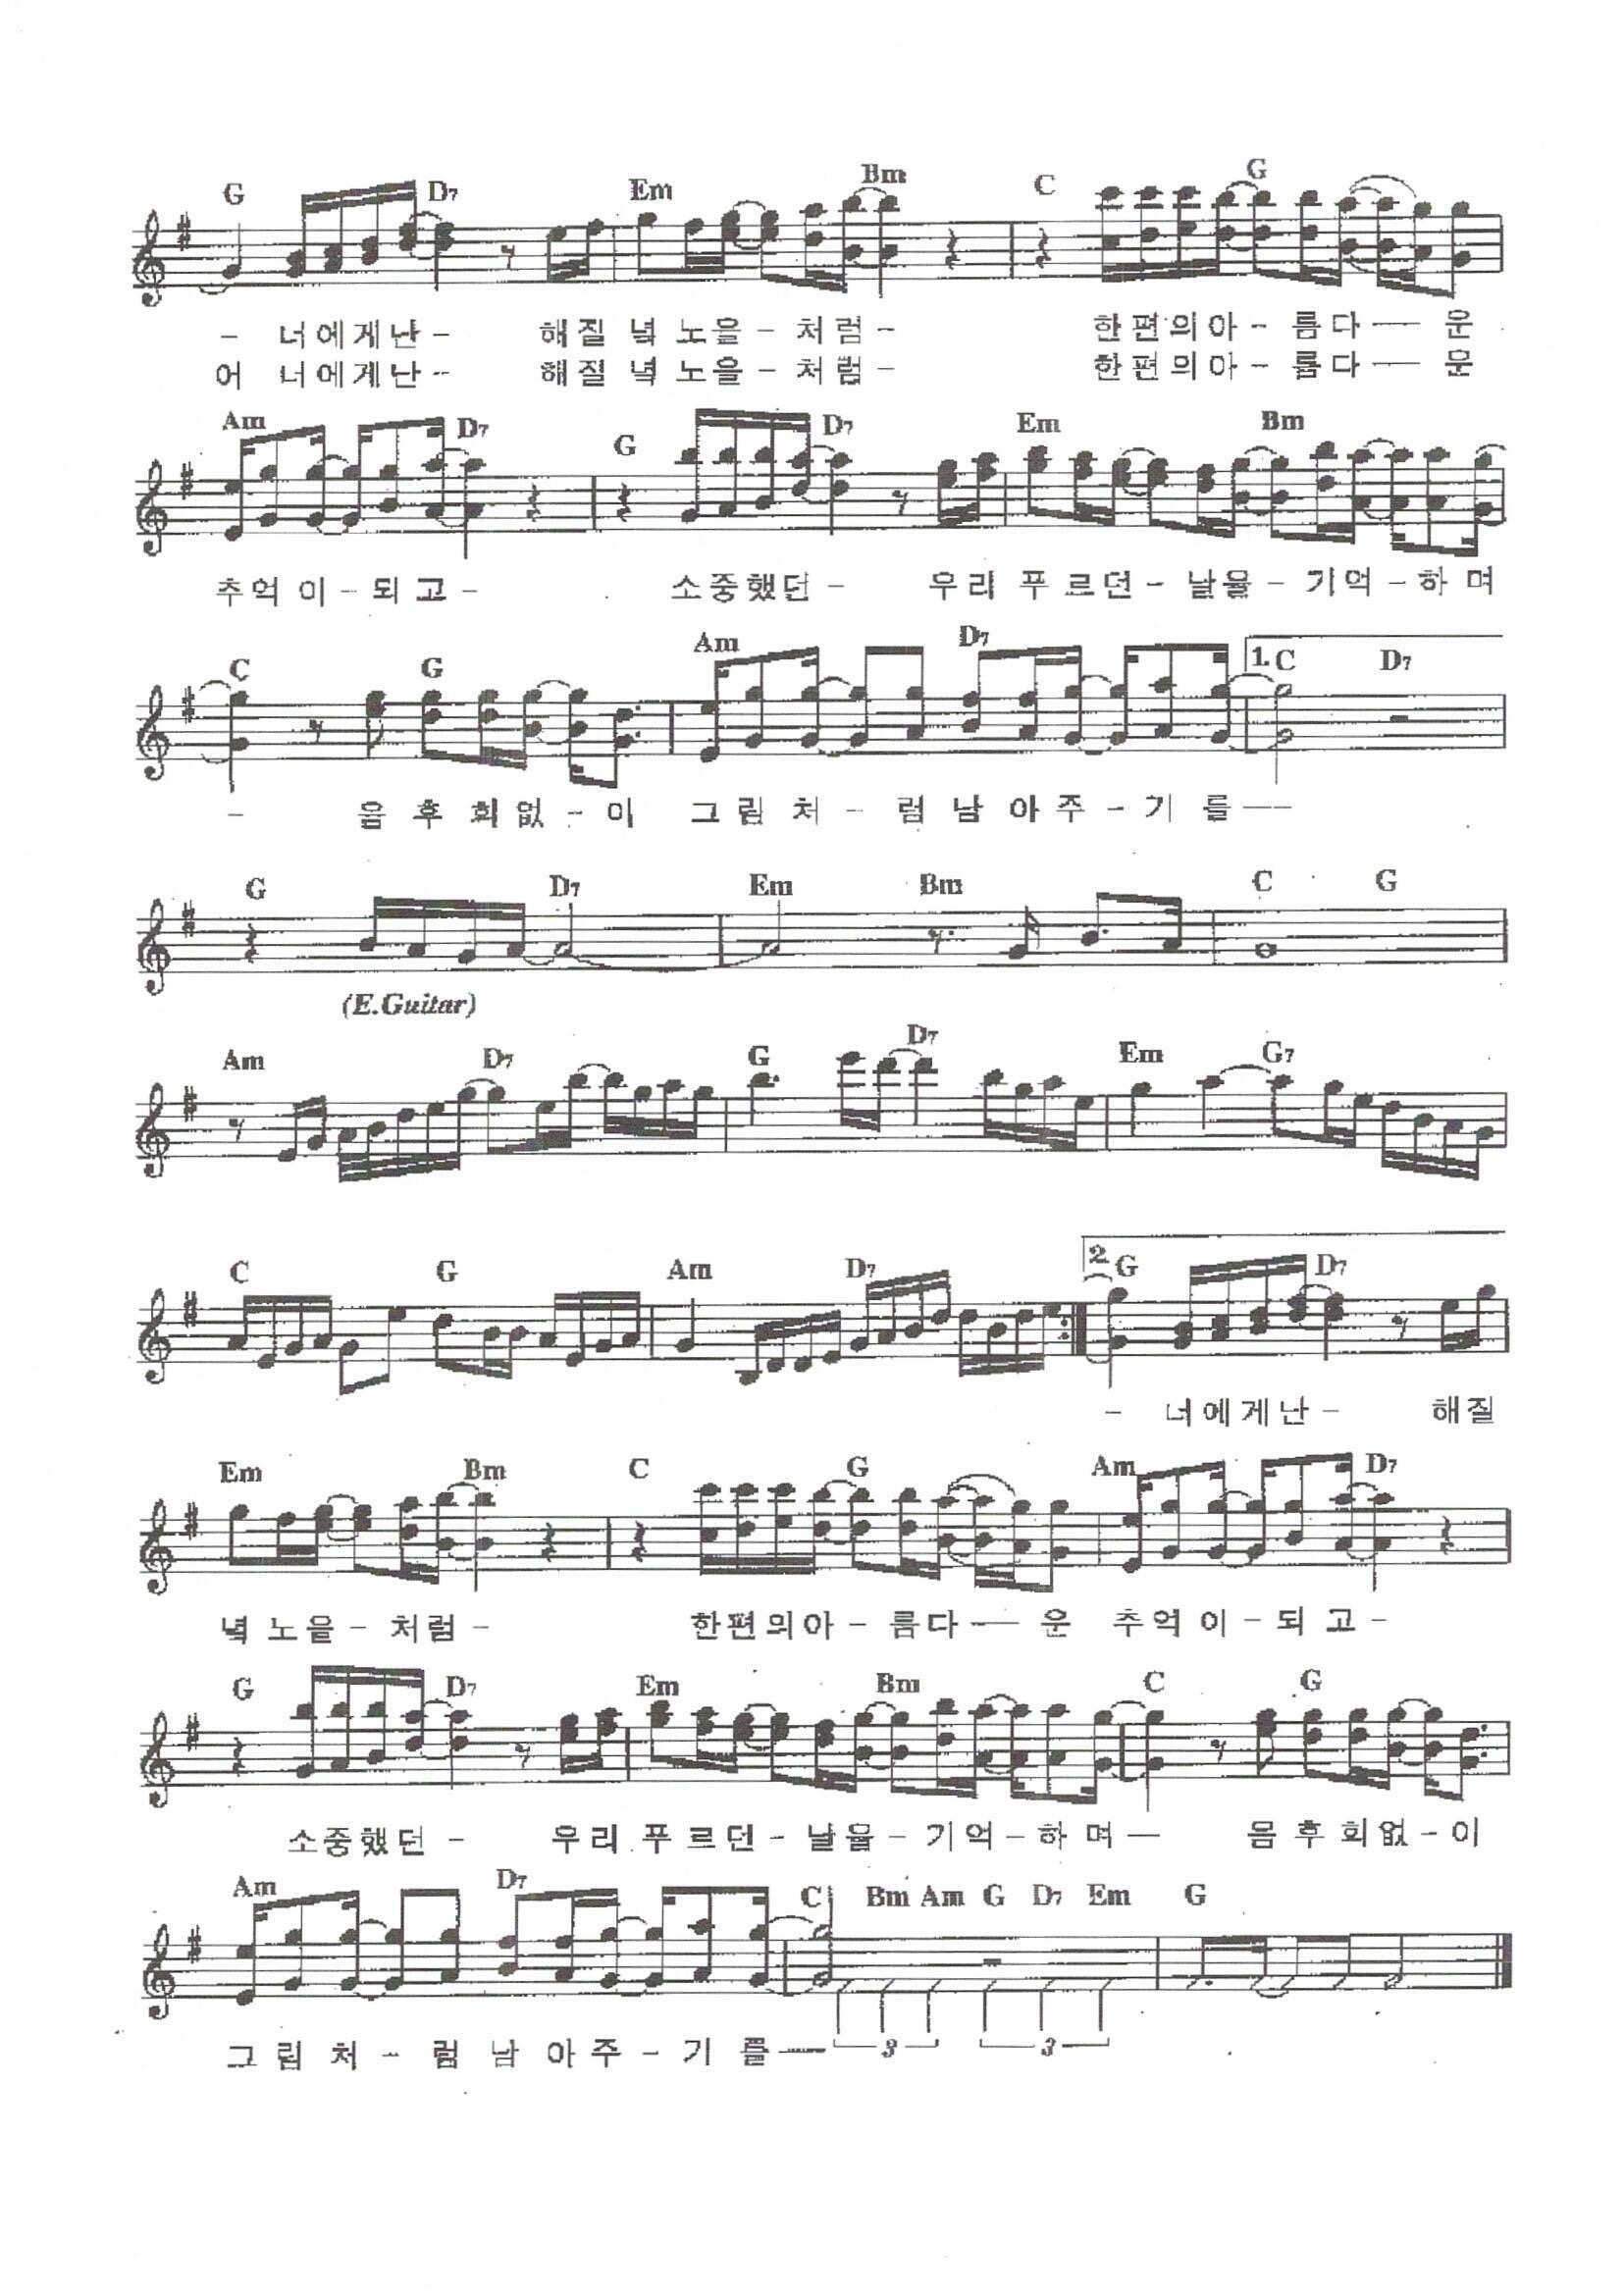 G D7 Em Bm C G
- 너에게난- 해질 녘 노을-처럼- 한편의아-름다― 운
어 너에게난-- 해질 녘 노을-처럼- 한편의아-름다― 운
Am D7 G D7 Em Bm
추억이-되고- 소중했던- 우리 푸르던-날을-기억-하며
C G Am D7 1. C D7
- 음후회없-이 그림처-럼남아주-기를―
G D7 Em Bm C G
(E.Guitar)
Am D7 G D7 Em G7
C G Am D7 2. G D7
- 너에게난- 해질
Em Bm C G Am D7
녘노을-처럼- 한편의아-름다―운 추억이-되고-
G D7 Em Bm C G
소중했던- 우리푸르던-날을-기억-하며― 음후회없-이
Am D7 C Bm Am G D7 Em G
그림처-럼남아주-기를―
3 3